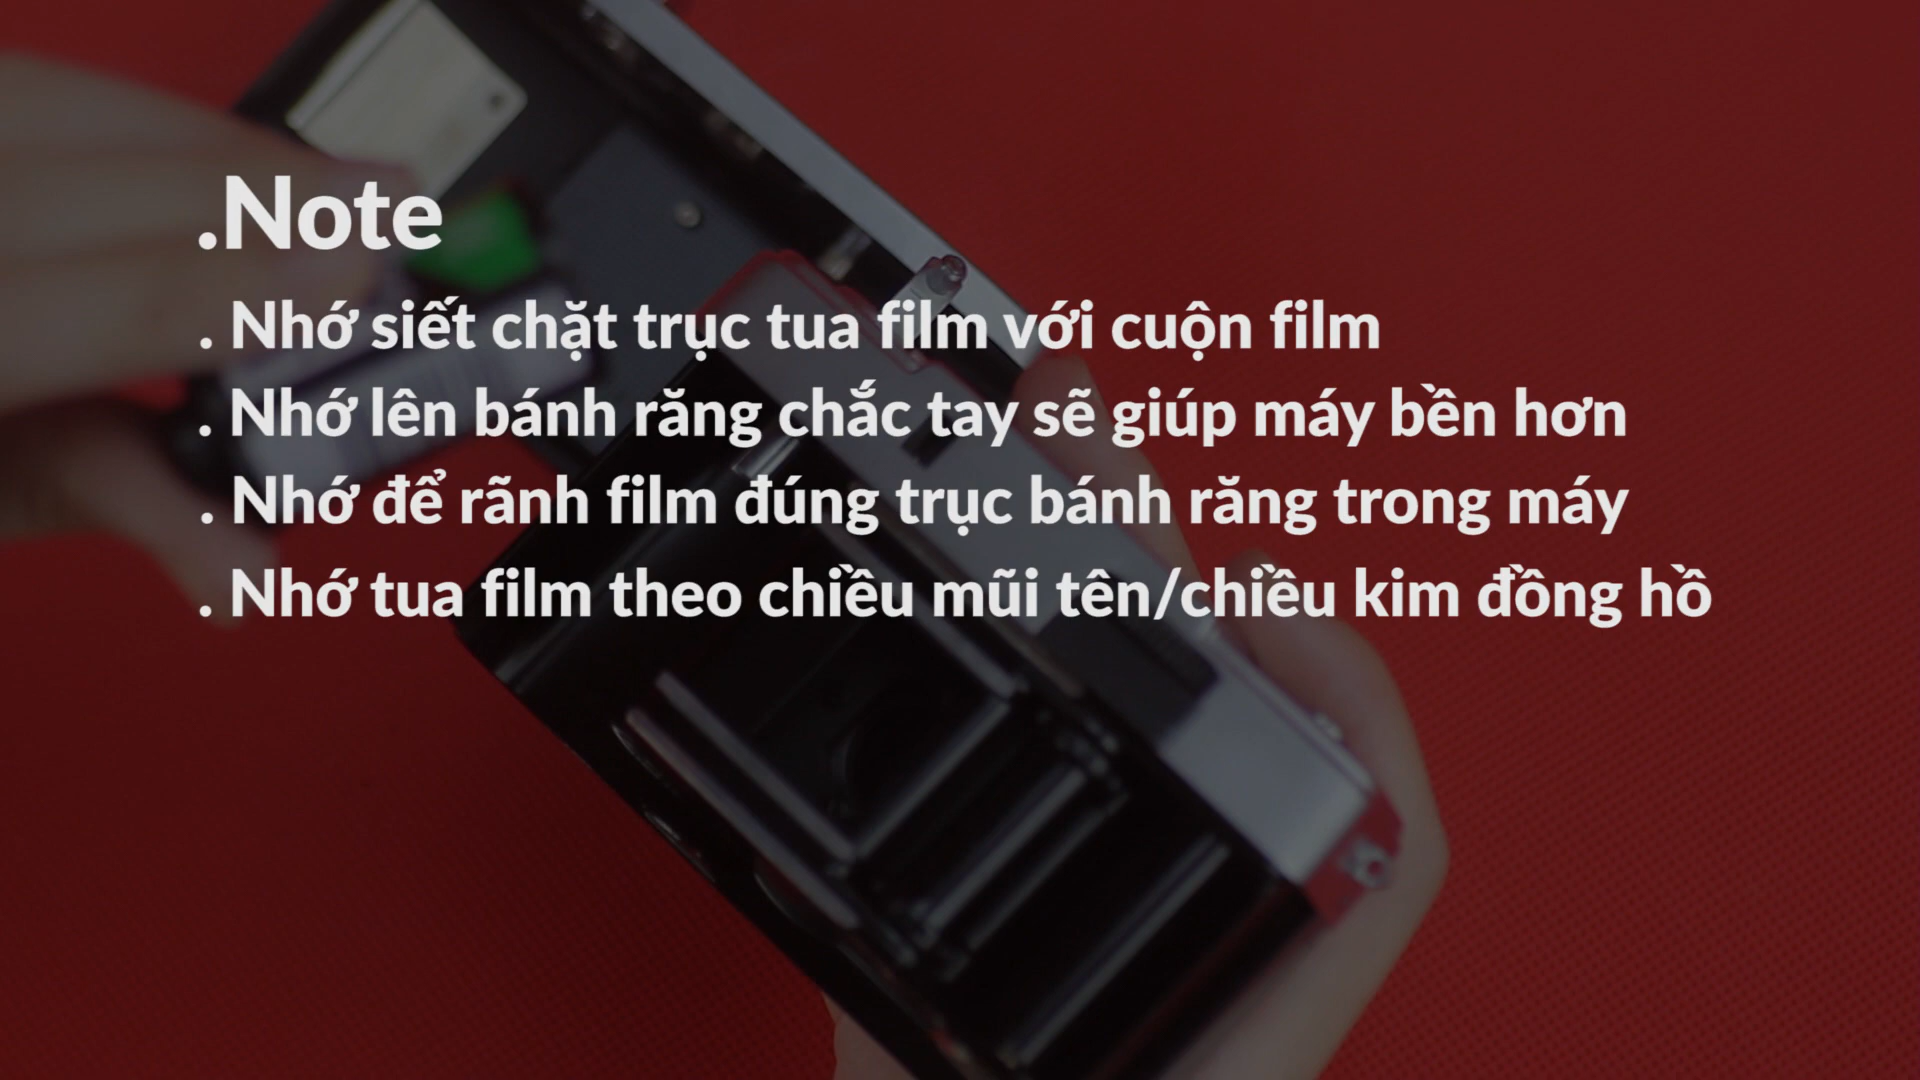 .Note
. Nhớ siết chặt trục tua film với cuộn film
. Nhớ lên bánh răng chắc tay sẽ giúp máy bền hơn
. Nhớ để rãnh film đúng trục bánh răng trong máy
. Nhớ tua film theo chiều mũi tên/chiều kim đồng hồ